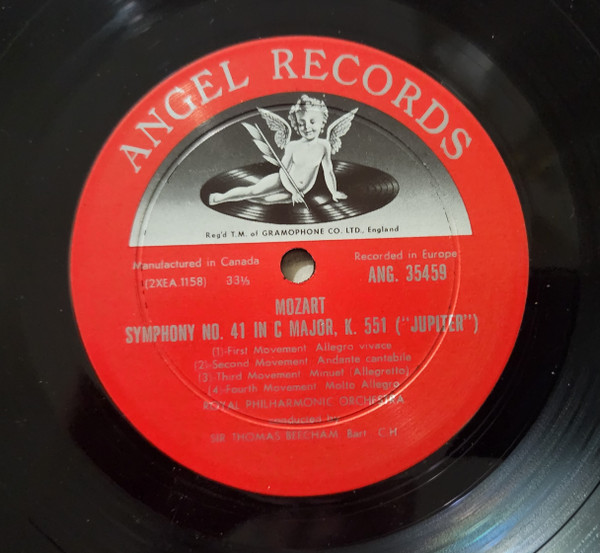 ANGEL RECORDS
Reg'd T.M. of GRAMOPHONE CO. LTD., England
Manufactured in Canada
Recorded in Europe
(2XEA.1158) 33⅓
ANG. 35459
MOZART
SYMPHONY NO. 41 IN C MAJOR, K. 551 ("JUPITER")
(1)-First Movement Allegro vivace
(2)-Second Movement Andante cantabile
(3)-Third Movement Minuet (Allegretto)
(4)-Fourth Movement Molto Allegro
ROYAL PHILHARMONIC ORCHESTRA
conducted by
SIR THOMAS BEECHAM, Bart. C.H.